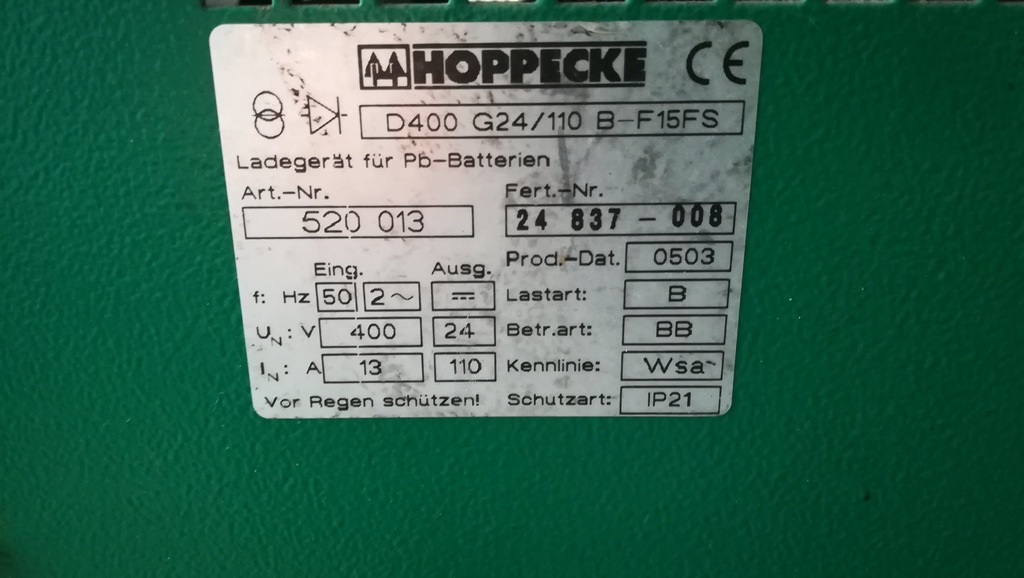 HOPPECKE CE
D400 G24/110 B-F15FS
Ladegerät für Pb-Batterien
Art.-Nr. Fert.-Nr.
520 013 24 837 - 008
Prod.-Dat. 0503
Eing. Ausg.
f: Hz 50 2~ ⎓ Lastart: B
UN: V 400 24 Betr.art: BB
IN: A 13 110 Kennlinie: Wsa
Vor Regen schützen! Schutzart: IP21